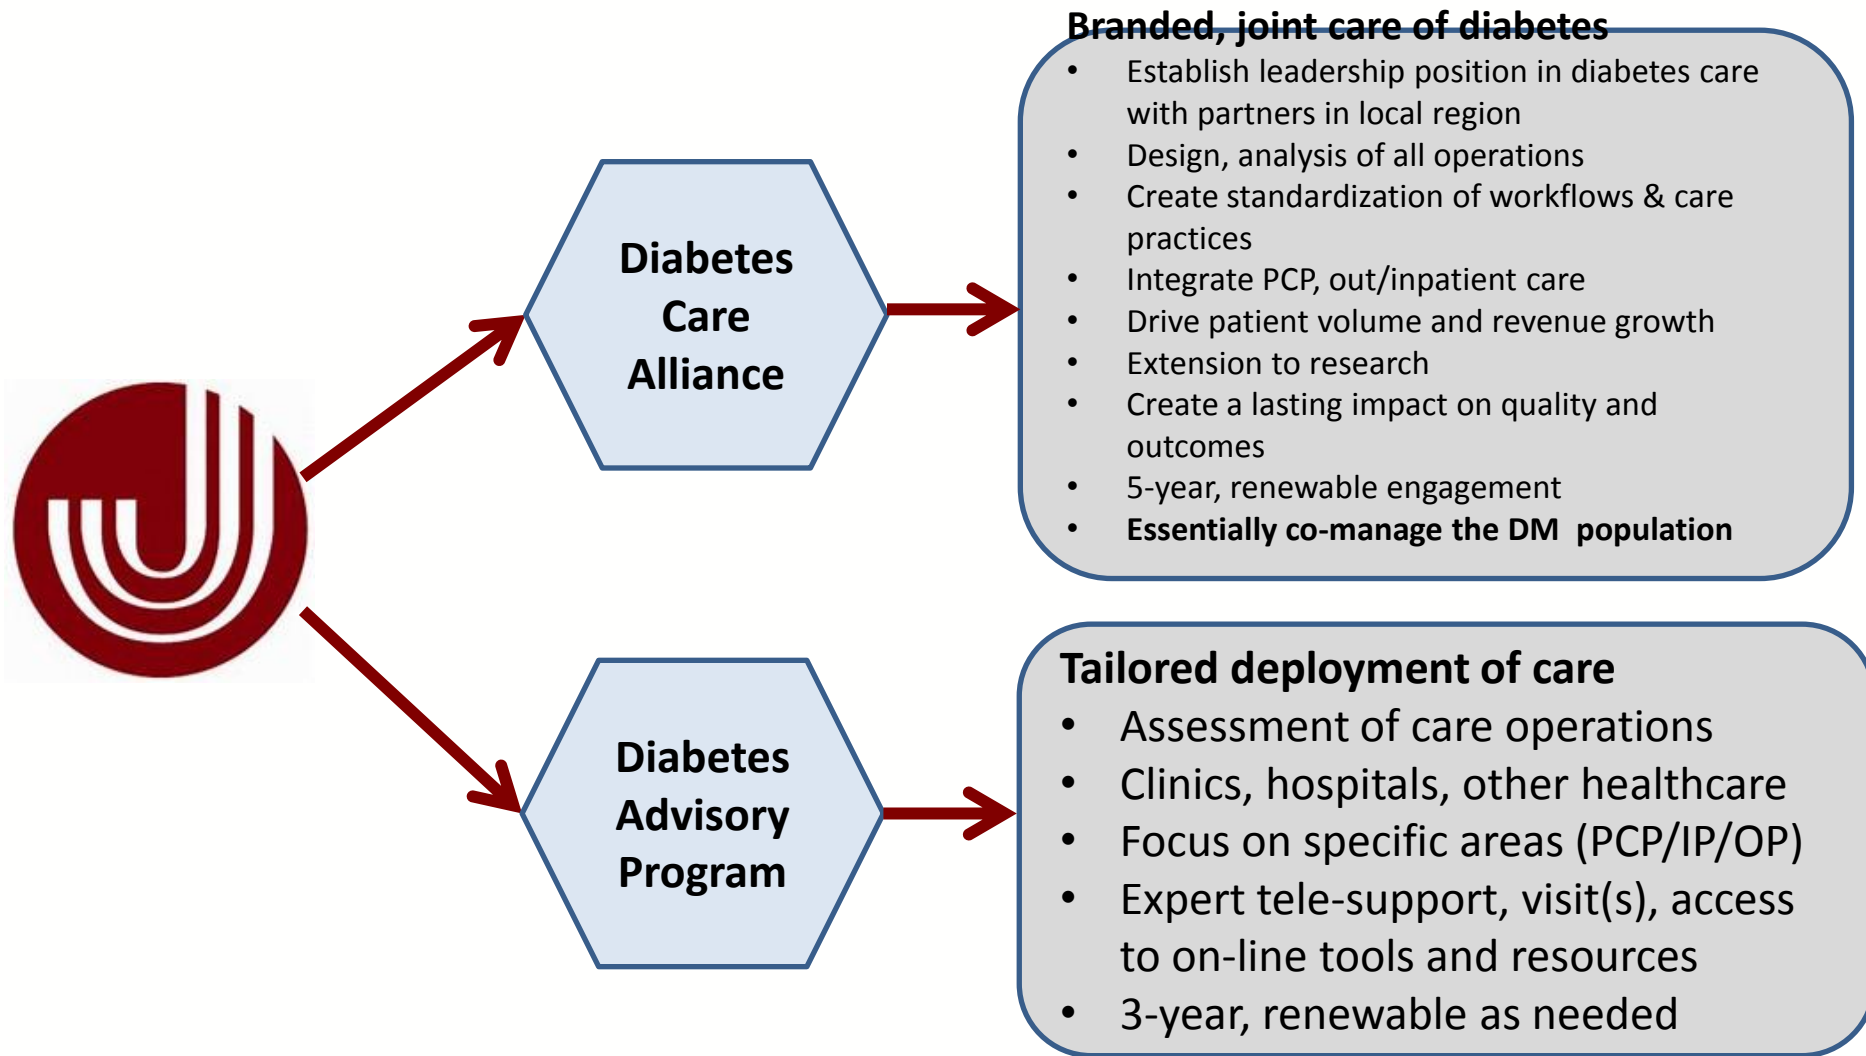 Diabetes
Care
Alliance
Branded, joint care of diabetes
• Establish leadership position in diabetes care
with partners in local region
• Design, analysis of all operations
• Create standardization of workflows & care
practices
• Integrate PCP, out/inpatient care
• Drive patient volume and revenue growth
• Extension to research
• Create a lasting impact on quality and
outcomes
• 5-year, renewable engagement
• Essentially co-manage the DM population
Diabetes
Advisory
Program
Tailored deployment of care
• Assessment of care operations
• Clinics, hospitals, other healthcare
• Focus on specific areas (PCP/IP/OP)
• Expert tele-support, visit(s), access
to on-line tools and resources
• 3-year, renewable as needed